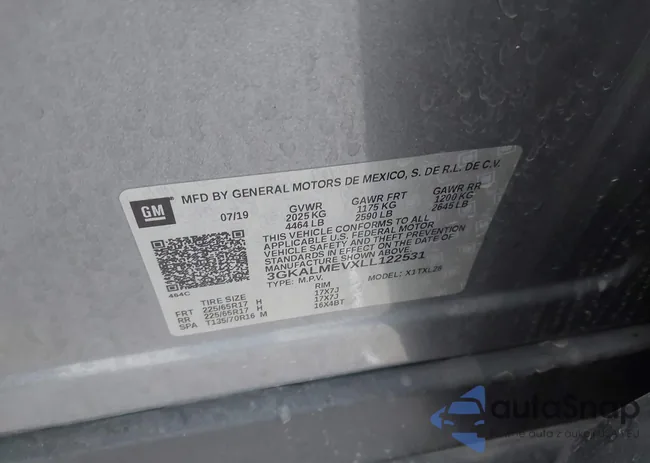 GM
MFD BY GENERAL MOTORS DE MEXICO, S. DE R.L. DE C.V.
07/19 GVWR GAWR FRT GAWR RR
2025 KG 1175 KG 1200 KG
4464 LB 2590 LB 2645 LB
THIS VEHICLE CONFORMS TO ALL
APPLICABLE U.S. FEDERAL MOTOR
VEHICLE SAFETY AND THEFT PREVENTION
STANDARDS IN EFFECT ON THE DATE OF
MANUFACTURE SHOWN ABOVE.
3GKALMEVXLL122531
TYPE: M.P.V. MODEL: X3 TXL26
464C
TIRE SIZE RIM
FRT 225/65R17 H 17X7J
RR 225/65R17 H 17X7J
SPA T135/70R16 M 16X4BT
autaSnap